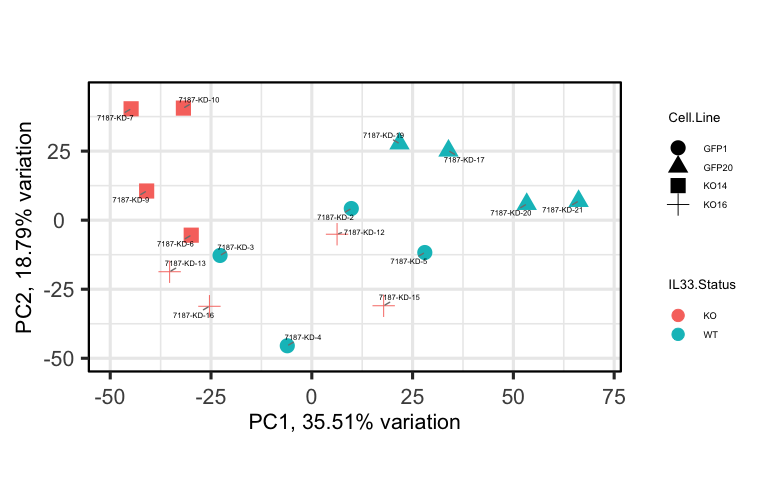 7187-KD-10
7187-KD-7
7187-KD-19
7187-KD-17
7187-KD-9
7187-KD-20
7187-KD-21
7187-KD-2
7187-KD-12
7187-KD-6
7187-KD-3
7187-KD-13
7187-KD-5
7187-KD-15
7187-KD-16
7187-KD-4
25
0
-25
-50
-50
-25
0
25
50
75
PC1, 35.51% variation
PC2, 18.79% variation
Cell.Line
GFP1
GFP20
KO14
KO16
IL33.Status
KO
WT